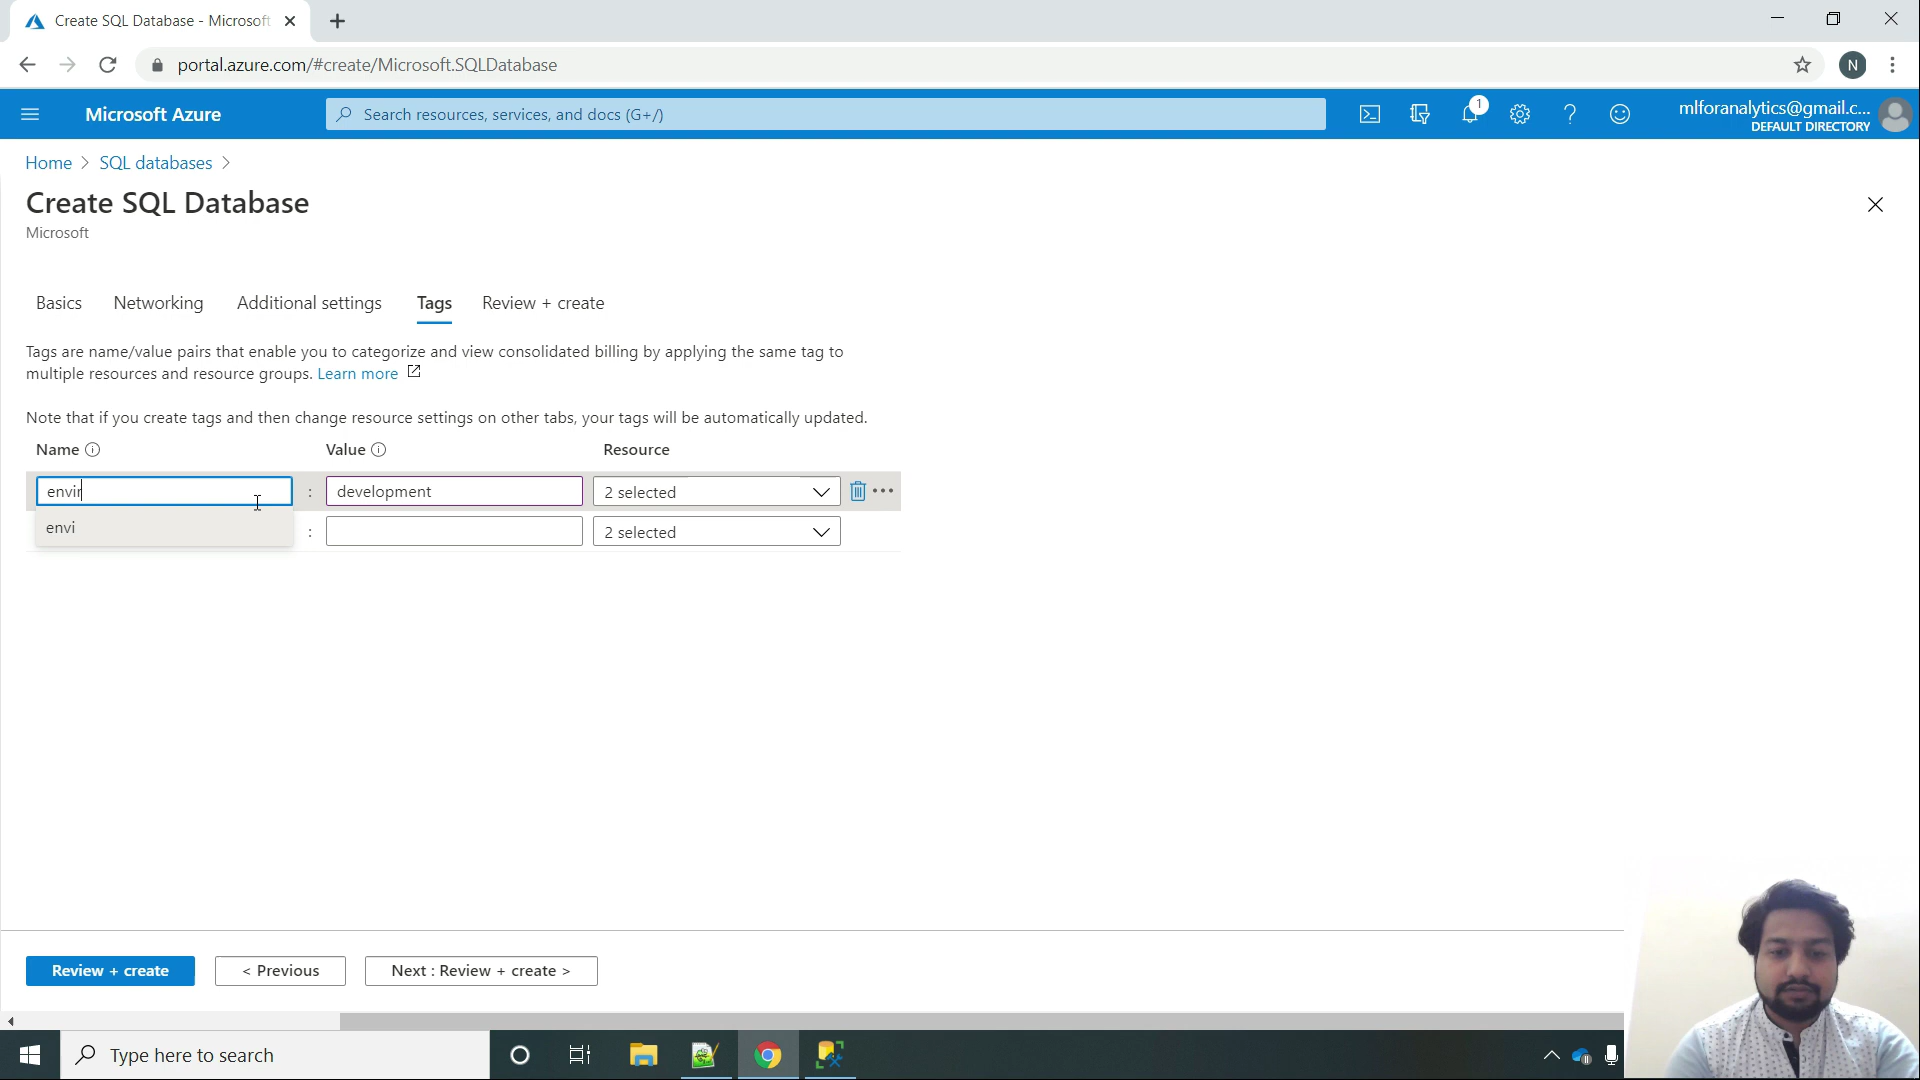 Create SQL Database - Microsoft
portal.azure.com/#create/Microsoft.SQLDatabase
N
Microsoft Azure
Search resources, services, and docs (G+/)
1
mlforanalytics@gmail.c...
DEFAULT DIRECTORY
Home > SQL databases >
Create SQL Database
Microsoft
Basics Networking Additional settings Tags Review + create
Tags are name/value pairs that enable you to categorize and view consolidated billing by applying the same tag to
multiple resources and resource groups. Learn more
Note that if you create tags and then change resource settings on other tabs, your tags will be automatically updated.
Name Value Resource
envir : development 2 selected
envi : 2 selected
Review + create < Previous Next : Review + create >
Type here to search